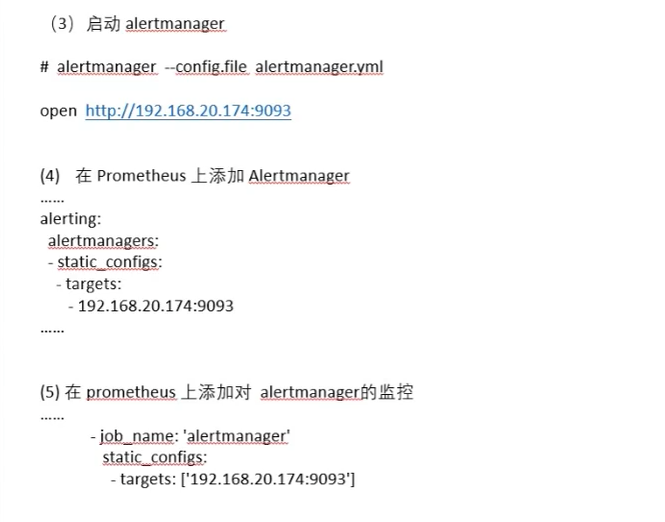 （3） 启动 alertmanager
# alertmanager --config.file alertmanager.yml
open http://192.168.20.174:9093
(4) 在 Prometheus 上添加 Alertmanager
......
alerting:
  alertmanagers:
  - static_configs:
    - targets:
      - 192.168.20.174:9093
......
(5) 在 prometheus 上添加对 alertmanager的监控
......
- job_name: 'alertmanager'
  static_configs:
    - targets: ['192.168.20.174:9093']